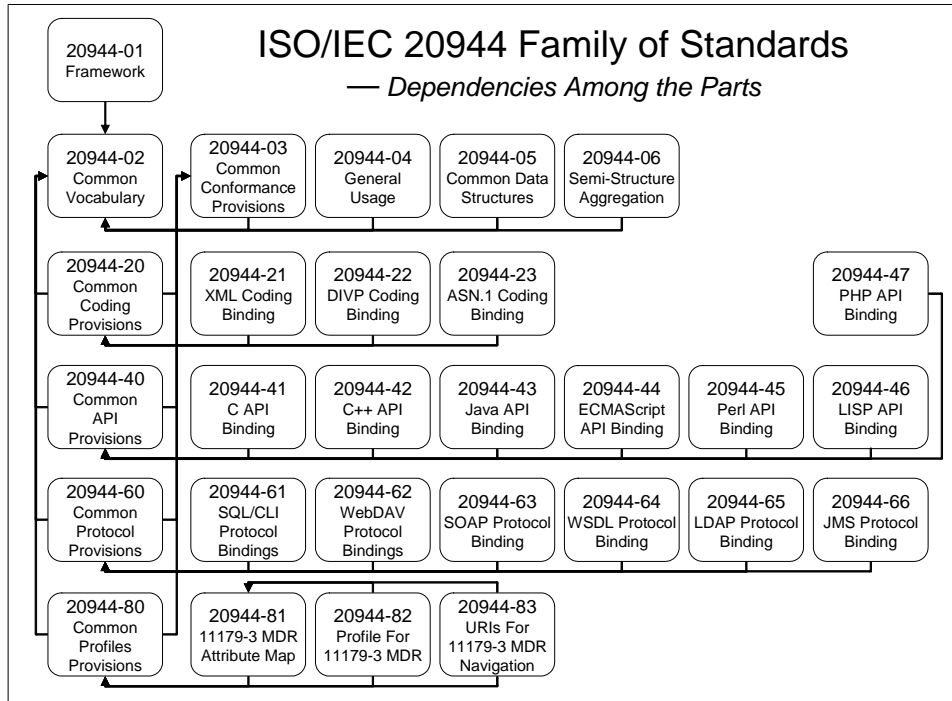 ISO/IEC 20944 Family of Standards
— Dependencies Among the Parts
20944-01
Framework
20944-02
Common
Vocabulary
20944-03
Common
Conformance
Provisions
20944-04
General
Usage
20944-05
Common Data
Structures
20944-06
Semi-Structure
Aggregation
20944-20
Common
Coding
Provisions
20944-21
XML Coding
Binding
20944-22
DIVP Coding
Binding
20944-23
ASN.1 Coding
Binding
20944-47
PHP API
Binding
20944-40
Common
API
Provisions
20944-41
C API
Binding
20944-42
C++ API
Binding
20944-43
Java API
Binding
20944-44
ECMAScript
API Binding
20944-45
Perl API
Binding
20944-46
LISP API
Binding
20944-60
Common
Protocol
Provisions
20944-61
SQL/CLI
Protocol
Bindings
20944-62
WebDAV
Protocol
Bindings
20944-63
SOAP Protocol
Binding
20944-64
WSDL Protocol
Binding
20944-65
LDAP Protocol
Binding
20944-66
JMS Protocol
Binding
20944-80
Common
Profiles
Provisions
20944-81
11179-3 MDR
Attribute Map
20944-82
Profile For
11179-3 MDR
20944-83
URIs For
11179-3 MDR
Navigation